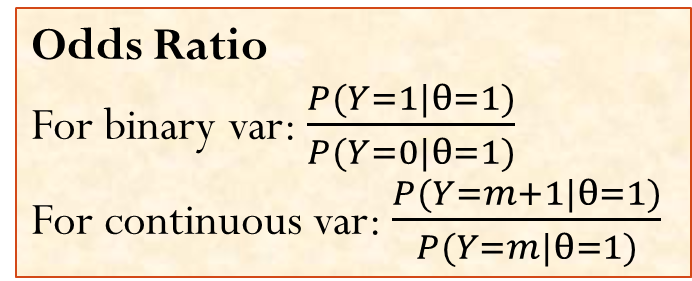 Odds Ratio
For binary var: P(Y=1|θ=1) / P(Y=0|θ=1)
For continuous var: P(Y=m+1|θ=1) / P(Y=m|θ=1)